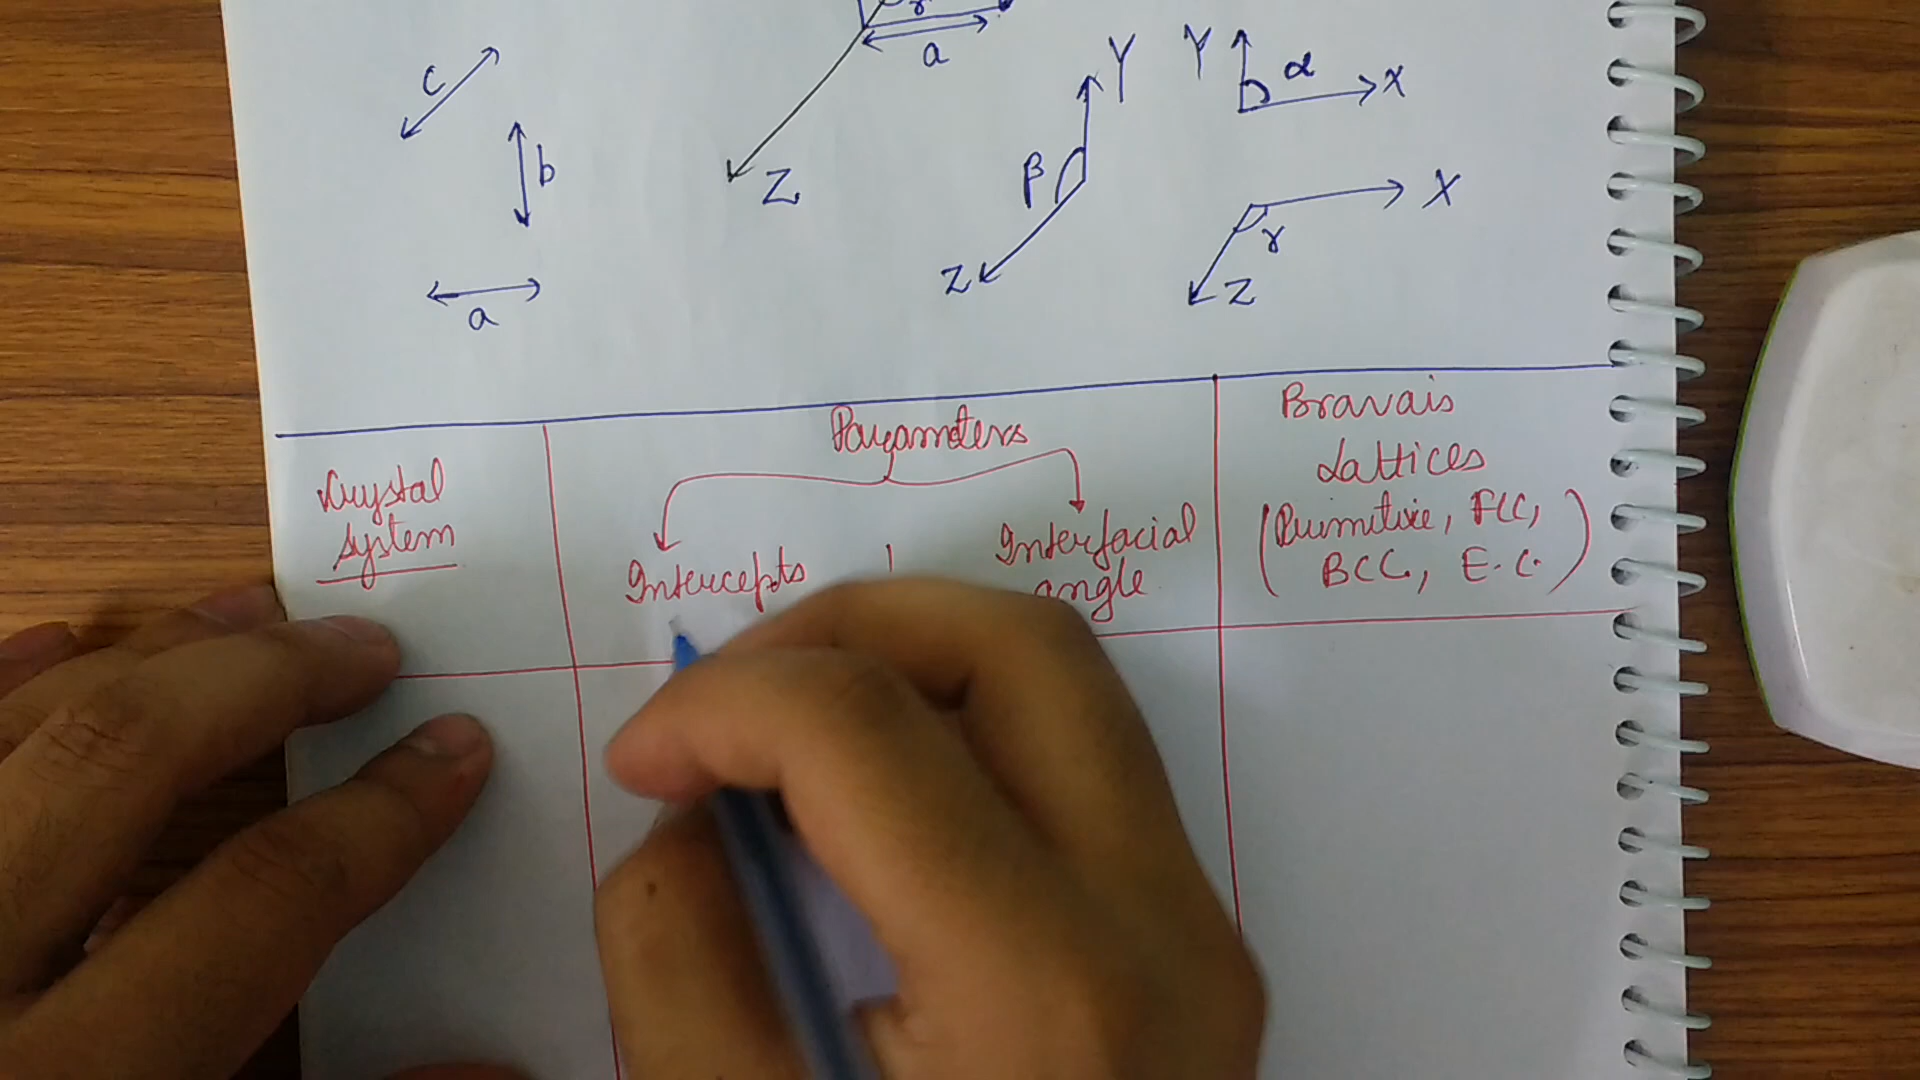 γ
a
c
Y
Y
α
X
β
b
Z
X
γ
Z
Z
a
Parameters
Bravais
Lattices
Crystal
System
Intercepts
Interfacial
angle
(Primitive, FCC,
BCC, E.C.)